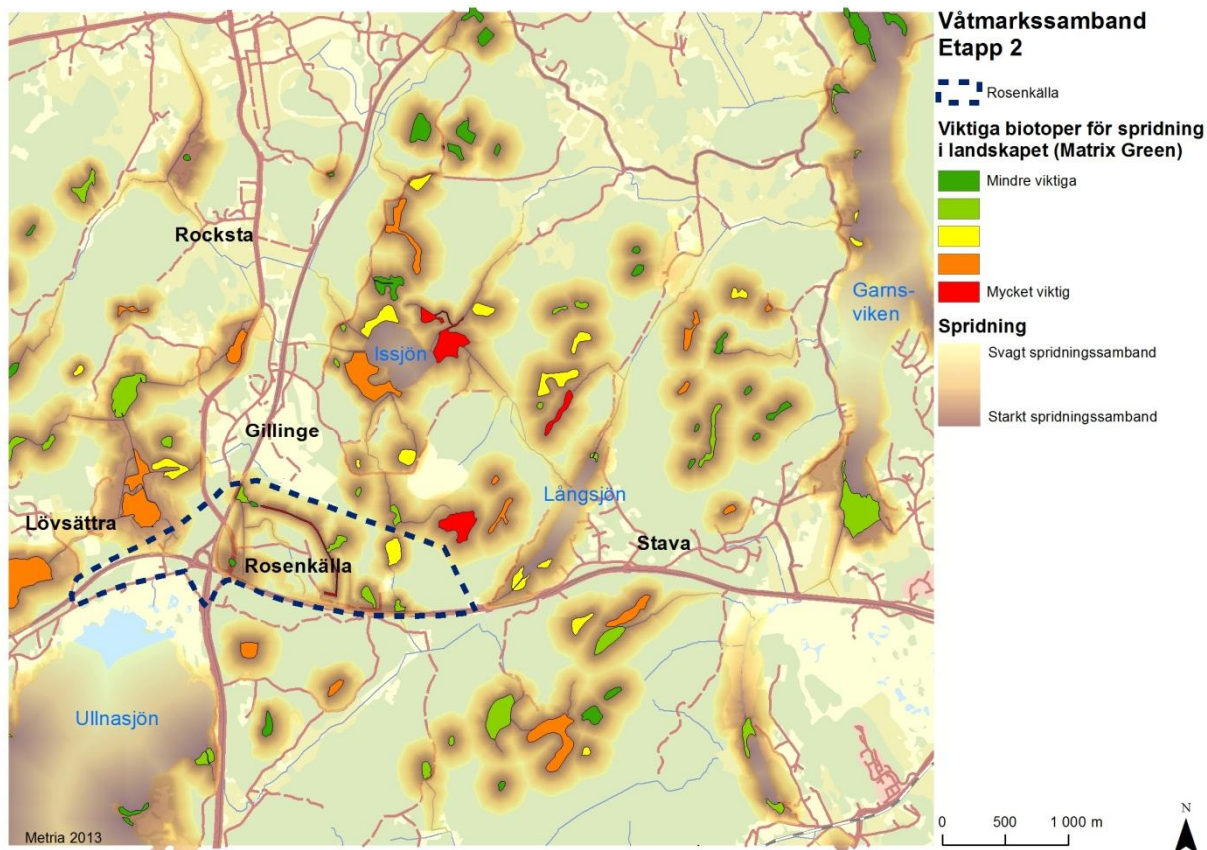 Våtmarkssamband
Etapp 2
Rosenkälla
Viktiga biotoper för spridning
i landskapet (Matrix Green)
Mindre viktiga
Mycket viktig
Spridning
Svagt spridningssamband
Starkt spridningssamband
Rocksta
Garns-
viken
Issjön
Gillinge
Långsjön
Lövsättra
Stava
Rosenkälla
Ullnasjön
Metria 2013
0 500 1 000 m
N